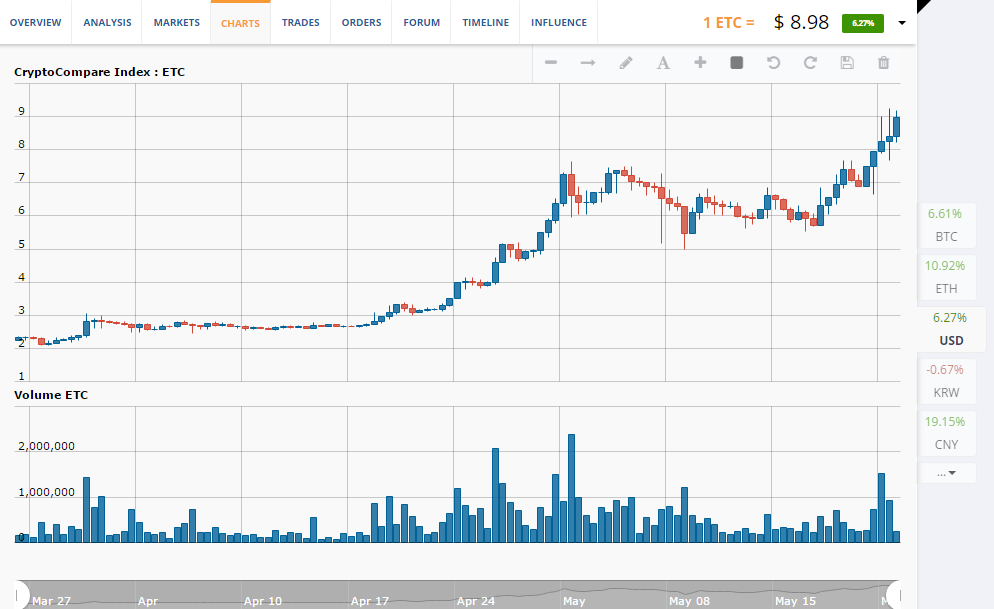 OVERVIEW ANALYSIS MARKETS CHARTS TRADES ORDERS FORUM TIMELINE INFLUENCE 1 ETC = $ 8.98 6.27%
CryptoCompare Index : ETC
9
8
7
6
5
4
3
2
1
Volume ETC
2,000,000
1,000,000
0
Mar 27 Apr Apr 10 Apr 17 Apr 24 May May 08 May 15
6.61%
BTC
10.92%
ETH
6.27%
USD
-0.67%
KRW
19.15%
CNY
...